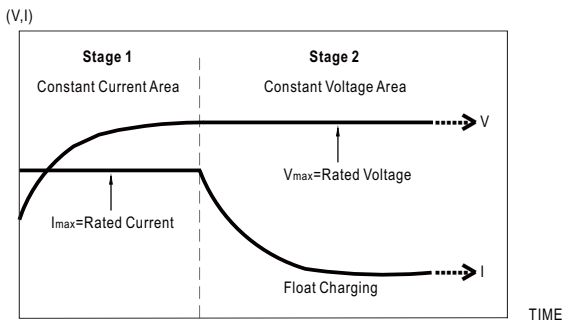 (V,I)
Stage 1
Stage 2
Constant Current Area
Constant Voltage Area
V
Vmax=Rated Voltage
Imax=Rated Current
I
Float Charging
TIME